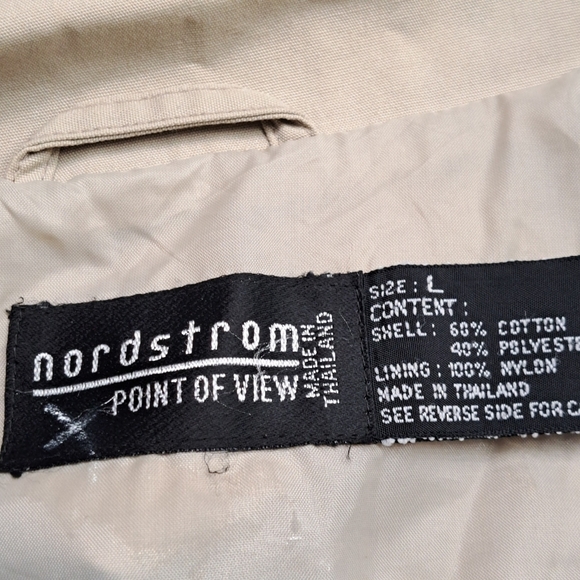 nordstrom
POINT OF VIEW
MADE IN
THAILAND
SIZE: L
CONTENT:
SHELL: 60% COTTON
40% POLYESTE
LINING: 100% NYLON
MADE IN THAILAND
SEE REVERSE SIDE FOR C